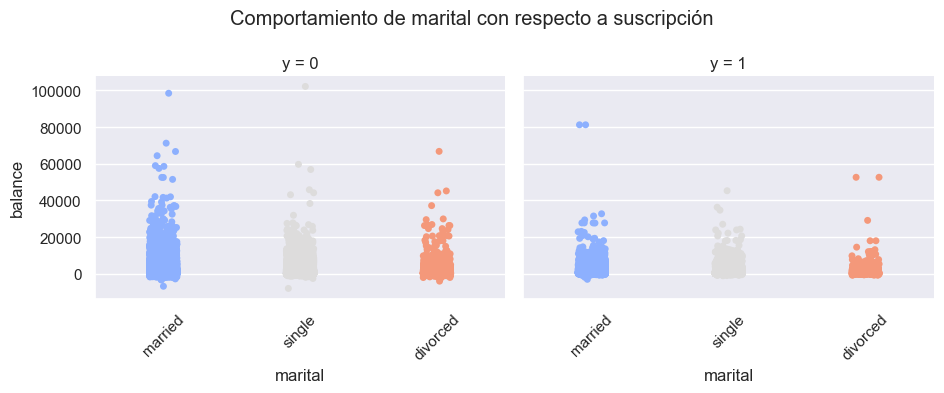 Comportamiento de marital con respecto a suscripción
y = 0
y = 1
balance
100000
80000
60000
40000
20000
0
married
single
divorced
married
single
divorced
marital
marital